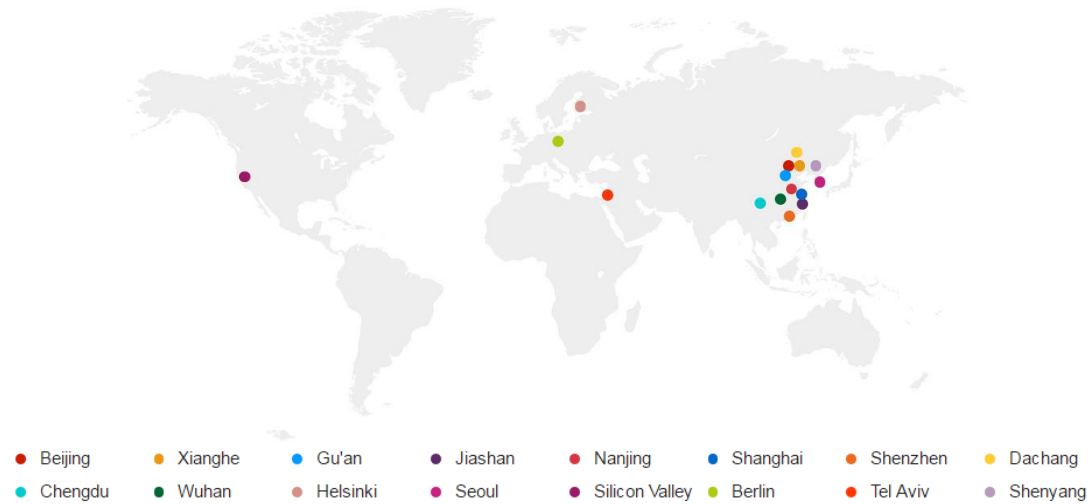 Beijing Xianghe Gu'an Jiashan Nanjing Shanghai Shenzhen Dachang
Chengdu Wuhan Helsinki Seoul Silicon Valley Berlin Tel Aviv Shenyang